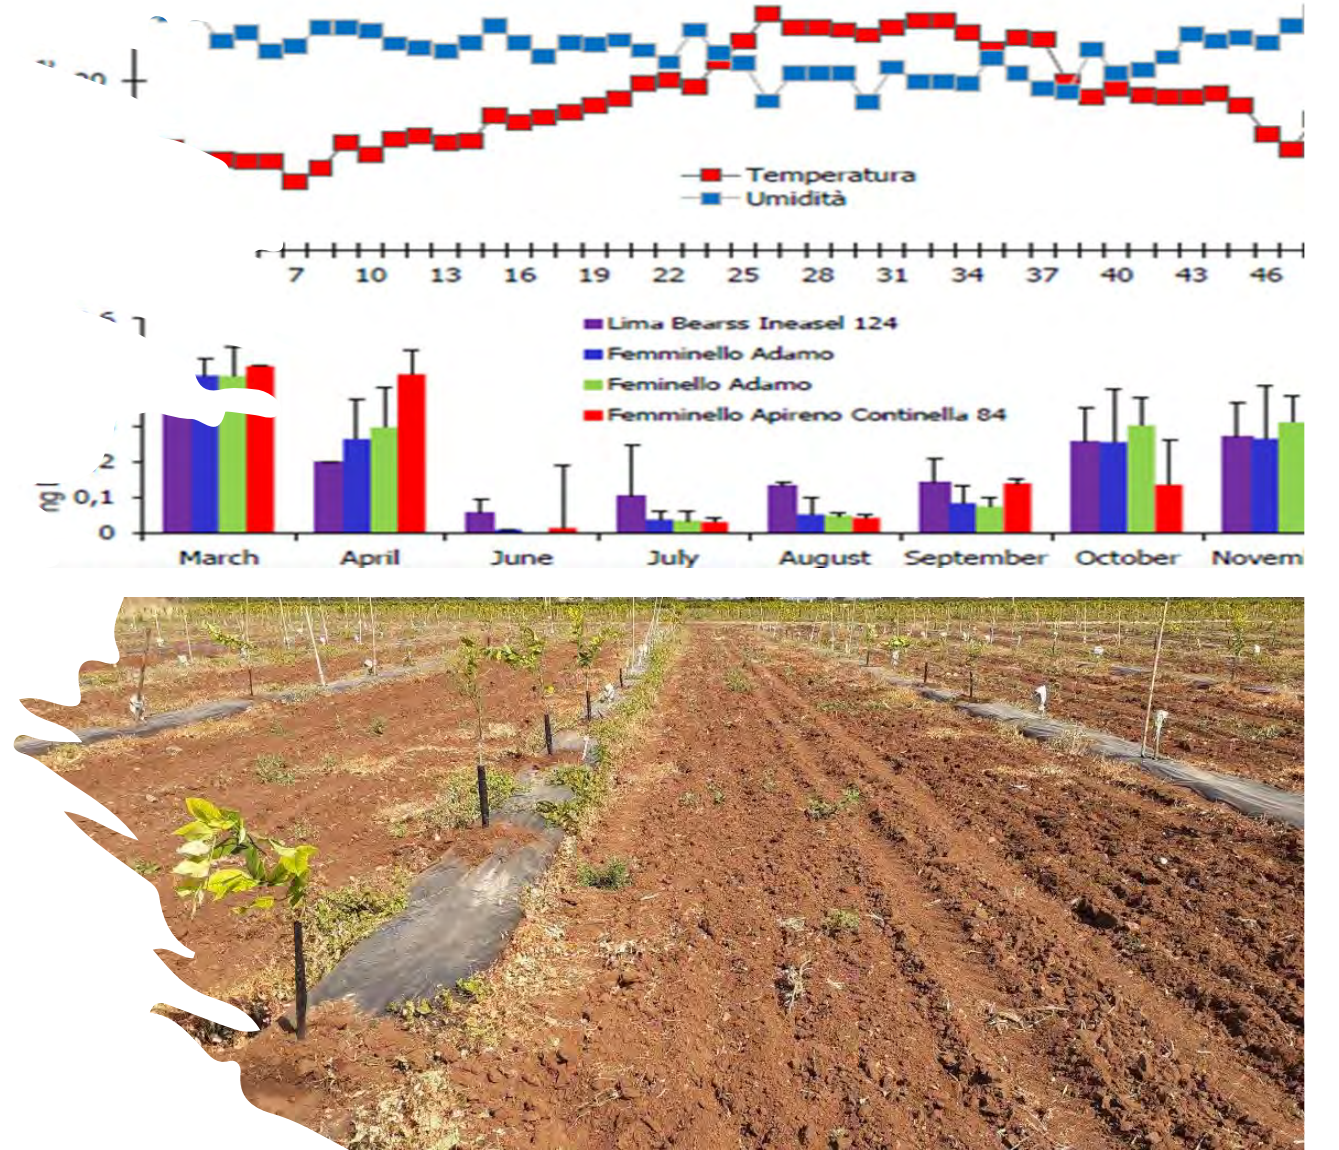 Temperatura
Umidità
7 10 13 16 19 22 25 28 31 34 37 40 43 46
Lima Bearss Ineasel 124
Femminello Adamo
Feminello Adamo
Femminello Apireno Continella 84
2
0,1
0
March April June July August September October Novem